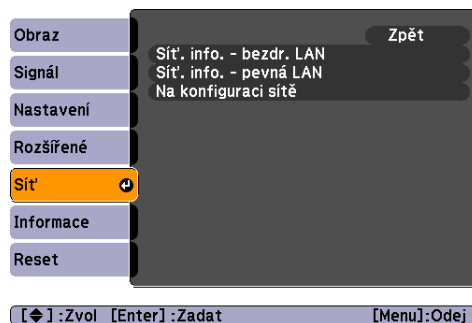 Obraz
Signál
Nastavení
Rozšířené
Síť
Informace
Reset
Zpět
Síť. info. - bezdr. LAN
Síť. info. - pevná LAN
Na konfiguraci sítě
[◆] :Zvol [Enter] :Zadat [Menu]:Odej